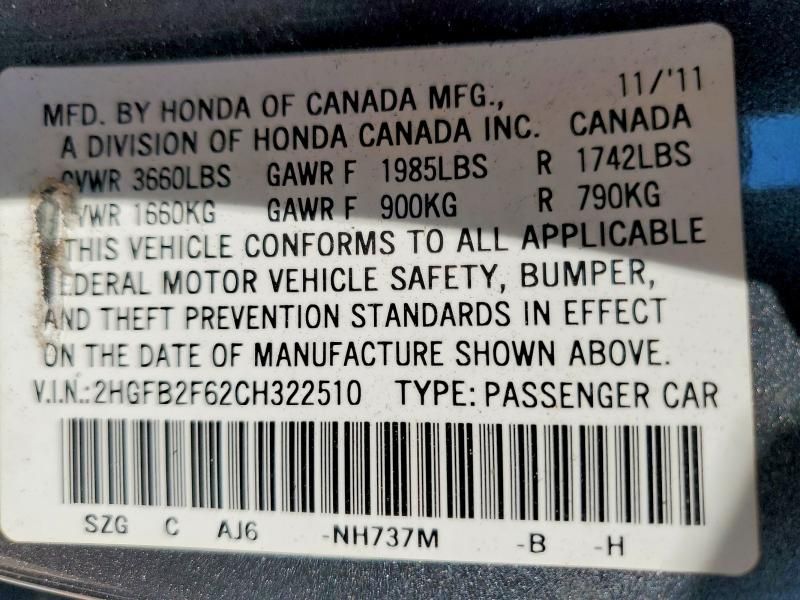 11/'11
MFD. BY HONDA OF CANADA MFG.,
A DIVISION OF HONDA CANADA INC. CANADA
GVWR 3660LBS GAWR F 1985LBS R 1742LBS
GVWR 1660KG GAWR F 900KG R 790KG
THIS VEHICLE CONFORMS TO ALL APPLICABLE
FEDERAL MOTOR VEHICLE SAFETY, BUMPER,
AND THEFT PREVENTION STANDARDS IN EFFECT
ON THE DATE OF MANUFACTURE SHOWN ABOVE.
V.I.N.:2HGFB2F62CH322510 TYPE: PASSENGER CAR
SZG C AJ6 -NH737M -B -H